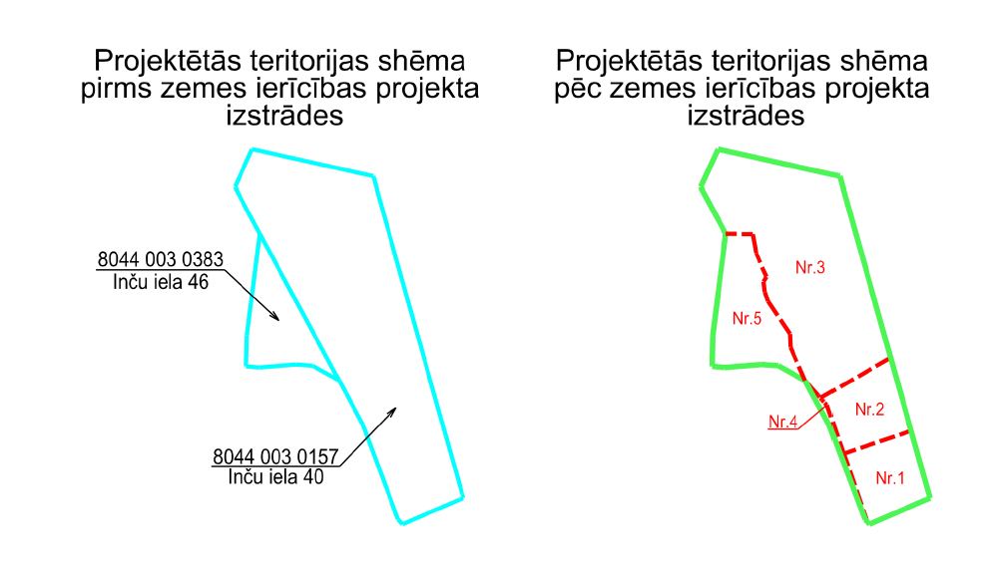 Projektētās teritorijas shēma
pirms zemes ierīcības projekta
izstrādes
8044 003 0383
Inču iela 46
8044 003 0157
Inču iela 40
Projektētās teritorijas shēma
pēc zemes ierīcības projekta
izstrādes
Nr.3
Nr.5
Nr.2
Nr.4
Nr.1